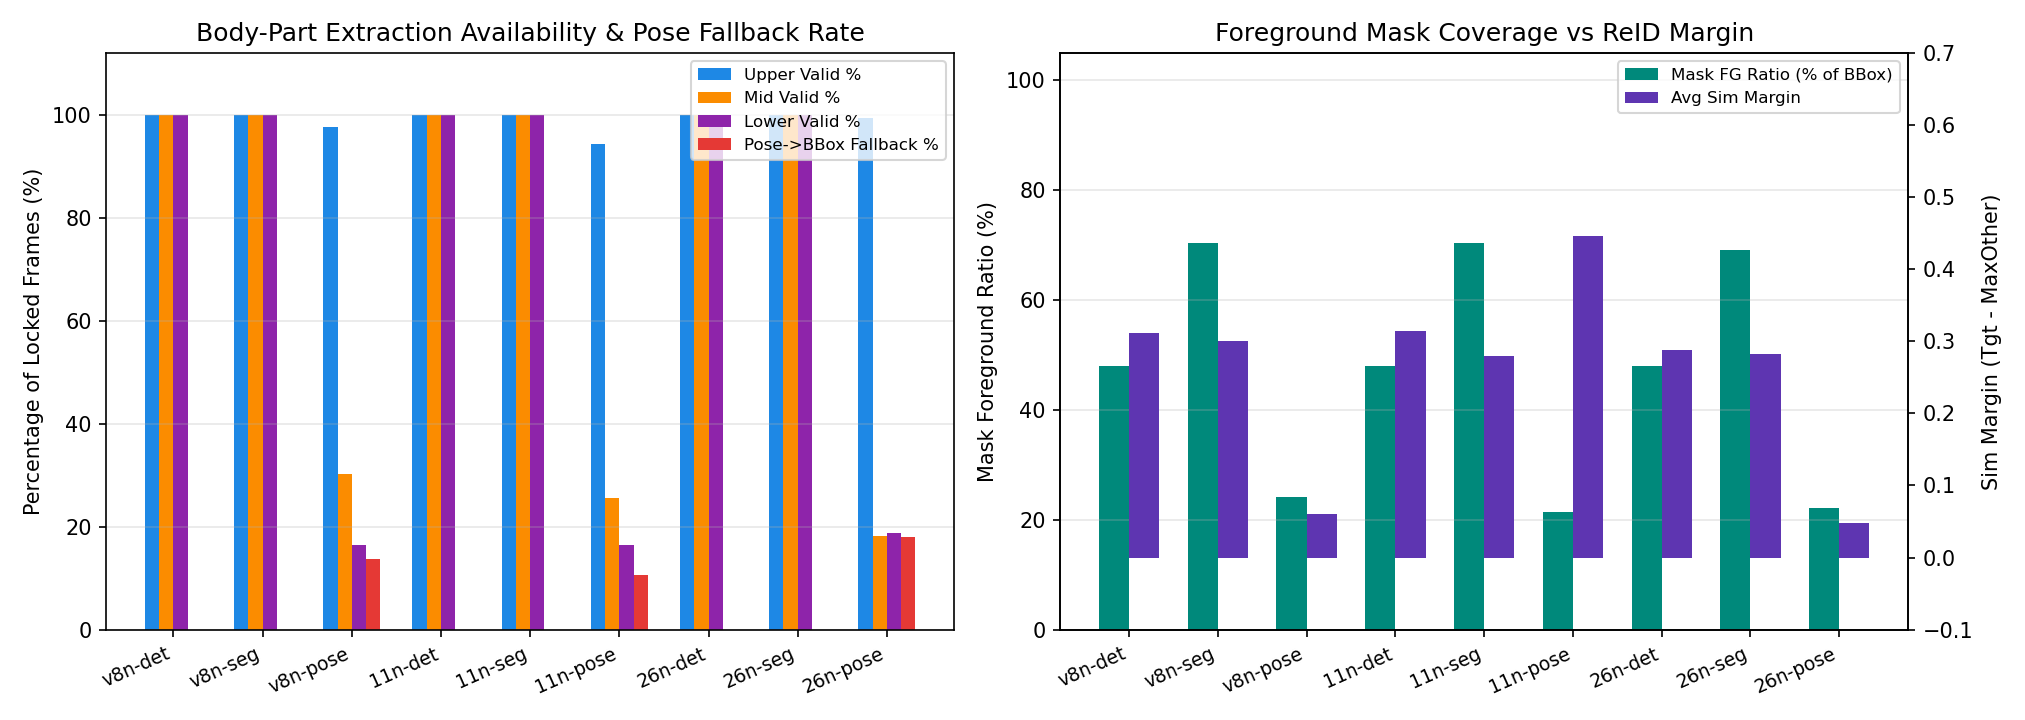 Body-Part Extraction Availability & Pose Fallback Rate
Percentage of Locked Frames (%)
100
80
60
40
20
0
Upper Valid %
Mid Valid %
Lower Valid %
Pose->BBox Fallback %
v8n-det
v8n-seg
v8n-pose
11n-det
11n-seg
11n-pose
26n-det
26n-seg
26n-pose
Foreground Mask Coverage vs ReID Margin
Mask Foreground Ratio (%)
100
80
60
40
20
0
Mask FG Ratio (% of BBox)
Avg Sim Margin
0.7
0.6
0.5
0.4
0.3
0.2
0.1
0.0
−0.1
Sim Margin (Tgt - MaxOther)
v8n-det
v8n-seg
v8n-pose
11n-det
11n-seg
11n-pose
26n-det
26n-seg
26n-pose